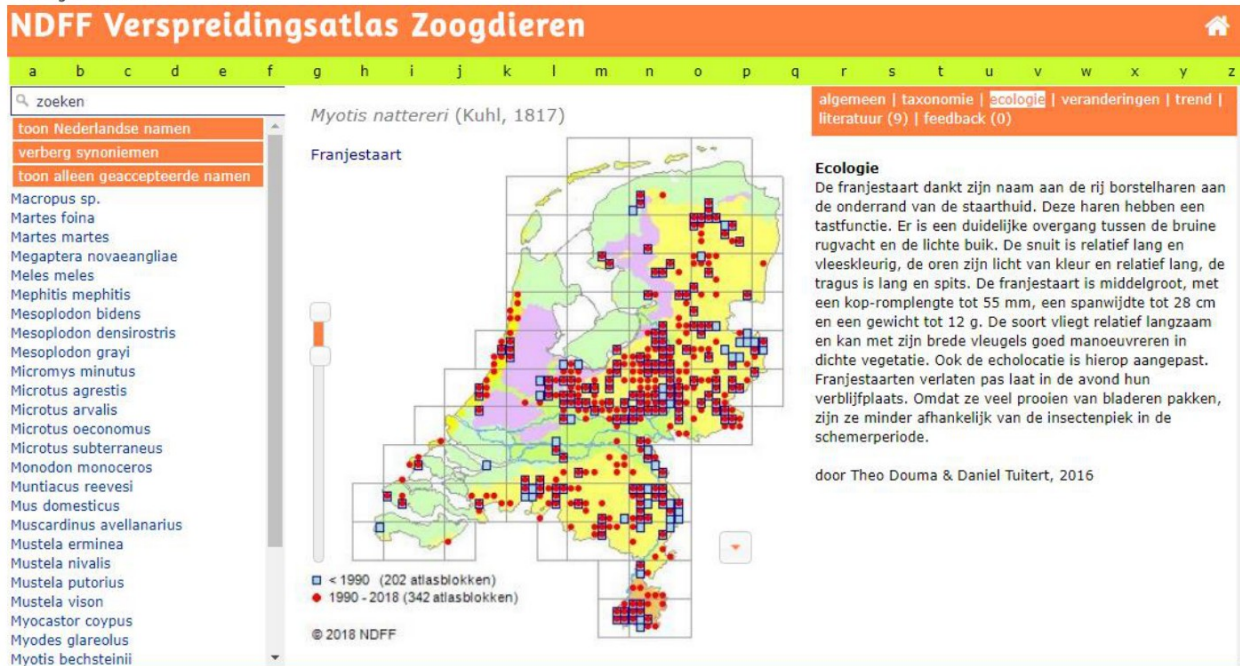 NDFF Verspreidingsatlas Zoogdieren
a b c d e f g h i j k l m n o p q r s t u v w x y z
zoeken
toon Nederlandse namen
verberg synoniemen
toon alleen geaccepteerde namen
Macropus sp.
Martes foina
Martes martes
Megaptera novaeangliae
Meles meles
Mephitis mephitis
Mesoplodon bidens
Mesoplodon densirostris
Mesoplodon grayi
Micromys minutus
Microtus agrestis
Microtus arvalis
Microtus oeconomus
Microtus subterraneus
Monodon monoceros
Muntiacus reevesi
Mus domesticus
Muscardinus avellanarius
Mustela erminea
Mustela nivalis
Mustela putorius
Mustela vison
Myocastor coypus
Myodes glareolus
Myotis bechsteinii
Myotis nattereri (Kuhl, 1817)
Franjestaart
< 1990 (202 atlasblokken)
1990 - 2018 (342 atlasblokken)
© 2018 NDFF
algemeen | taxonomie | ecologie | veranderingen | trend |
literatuur (9) | feedback (0)
Ecologie
De franjestaart dankt zijn naam aan de rij borstelharen aan
de onderrand van de staarthuid. Deze haren hebben een
tastfunctie. Er is een duidelijke overgang tussen de bruine
rugvacht en de lichte buik. De snuit is relatief lang en
vleeskleurig, de oren zijn licht van kleur en relatief lang, de
tragus is lang en spits. De franjestaart is middelgroot, met
een kop-romplengte tot 55 mm, een spanwijdte tot 28 cm
en een gewicht tot 12 g. De soort vliegt relatief langzaam
en kan met zijn brede vleugels goed manoeuvreren in
dichte vegetatie. Ook de echolocatie is hierop aangepast.
Franjestaarten verlaten pas laat in de avond hun
verblijfplaats. Omdat ze veel prooien van bladeren pakken,
zijn ze minder afhankelijk van de insectenpiek in de
schemerperiode.
door Theo Douma & Daniel Tuitert, 2016